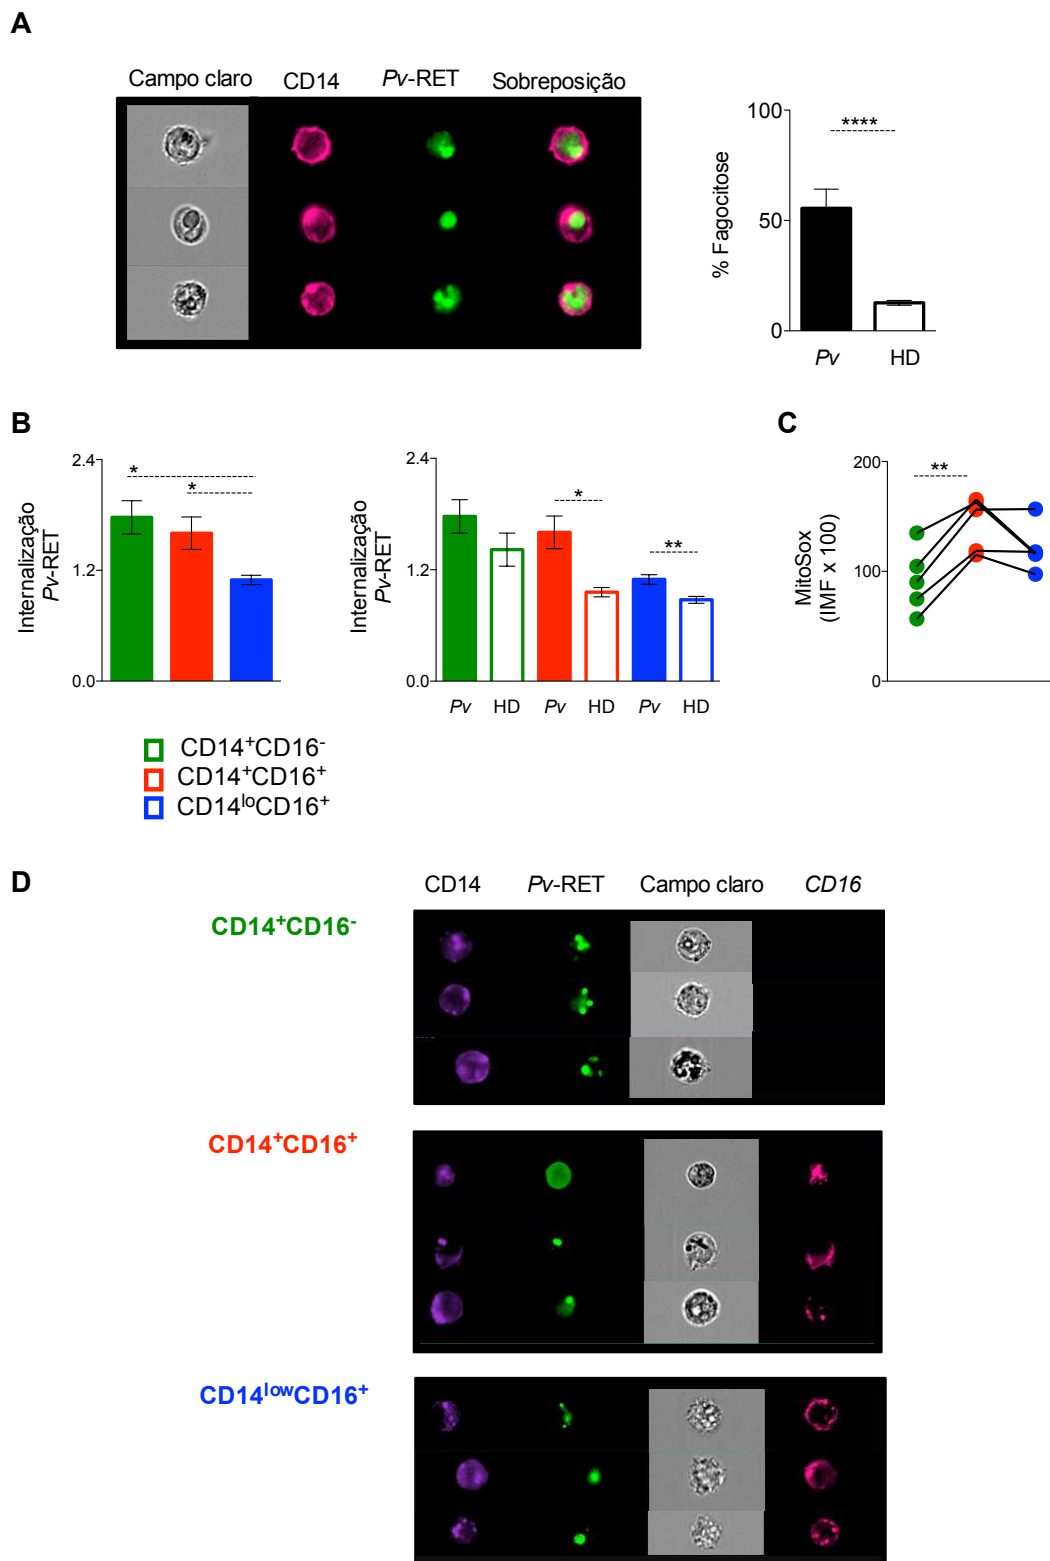 A
Campo claro CD14 Pv-RET Sobreposição
% Fagocitose
100
50
0
****
Pv HD
B
Internalização
Pv-RET
2.4
1.2
0.0
*
*
Internalização
Pv-RET
2.4
1.2
0.0
*
**
Pv HD Pv HD Pv HD
C
MitoSox
(IMF x 100)
200
100
0
**
CD14+CD16-
CD14+CD16+
CD14loCD16+
D
CD14 Pv-RET Campo claro CD16
CD14+CD16-
CD14+CD16+
CD14lowCD16+